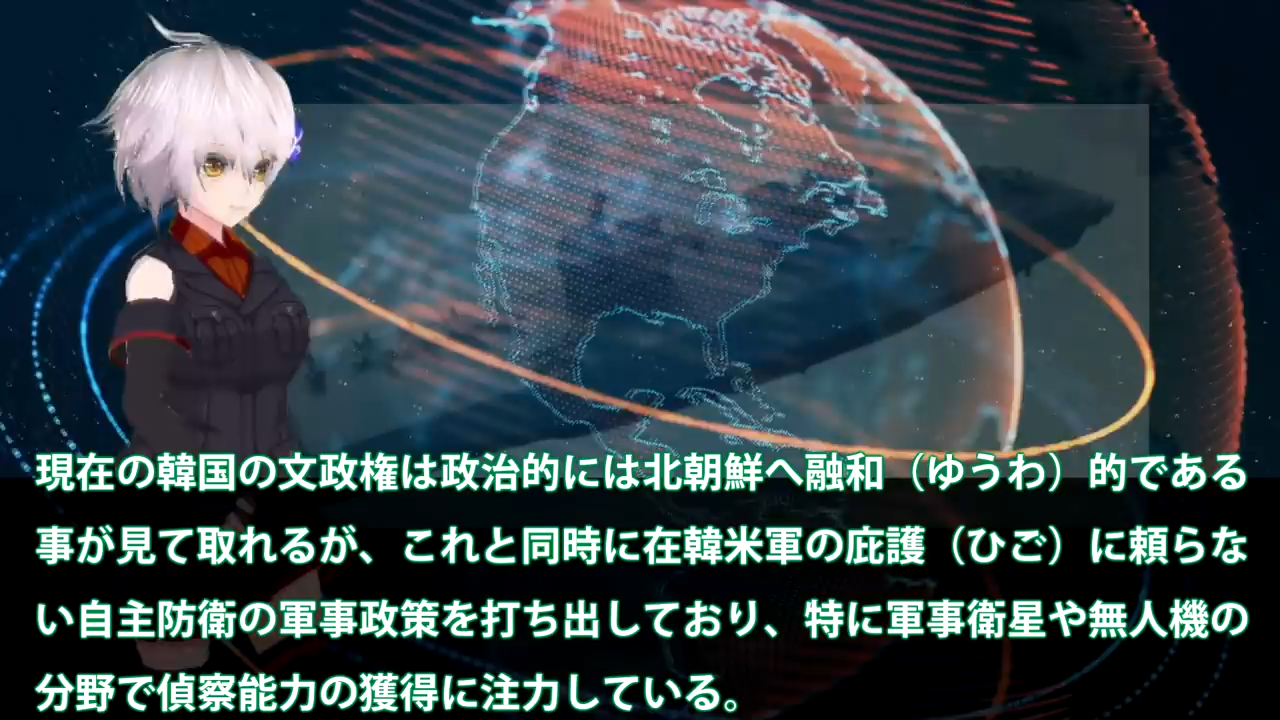 現在の韓国の文政権は政治的には北朝鮮へ融和（ゆうわ）的である
事が見て取れるが、これと同時に在韓米軍の庇護（ひご）に頼らな
い自主防衛の軍事政策を打ち出しており、特に軍事衛星や無人機の
分野で偵察能力の獲得に注力している。